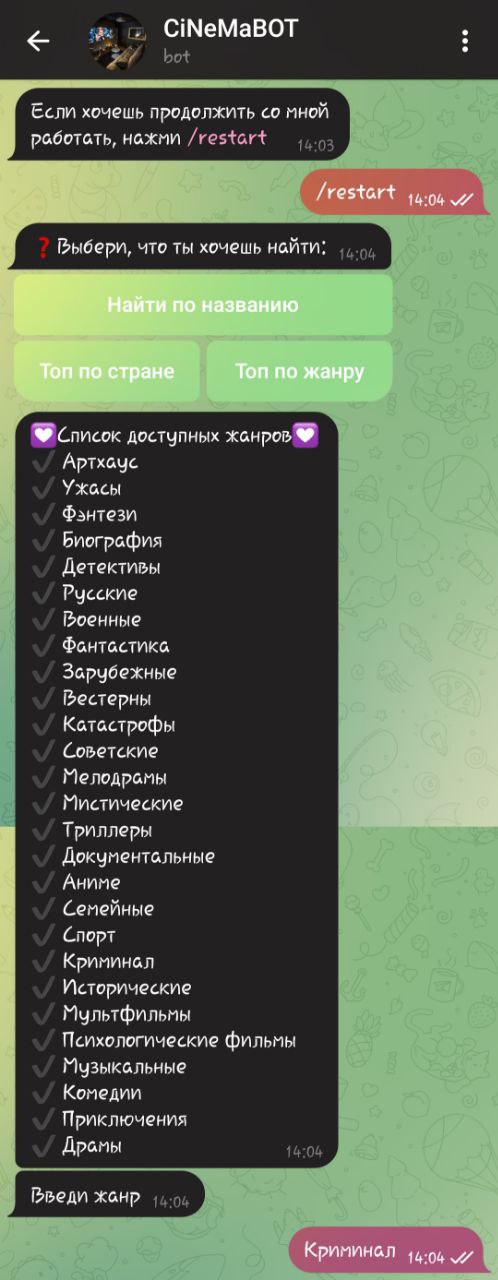 CiNeMaBOT
bot
Если хочешь продолжить со мной
работать, нажми /restart 14:03
/restart 14:04
❓Выбери, что ты хочешь найти: 14:04
Найти по названию
Топ по стране Топ по жанру
💜Список доступных жанров💜
✔ Артхаус
✔ Ужасы
✔ Фэнтези
✔ Биография
✔ Детективы
✔ Русские
✔ Военные
✔ Фантастика
✔ Зарубежные
✔ Вестерны
✔ Катастрофы
✔ Советские
✔ Мелодрамы
✔ Мистические
✔ Триллеры
✔ Документальные
✔ Аниме
✔ Семейные
✔ Спорт
✔ Криминал
✔ Исторические
✔ Мультфильмы
✔ Психологические фильмы
✔ Музыкальные
✔ Комедии
✔ Приключения
✔ Драмы 14:04
Введи жанр 14:04
Криминал 14:04